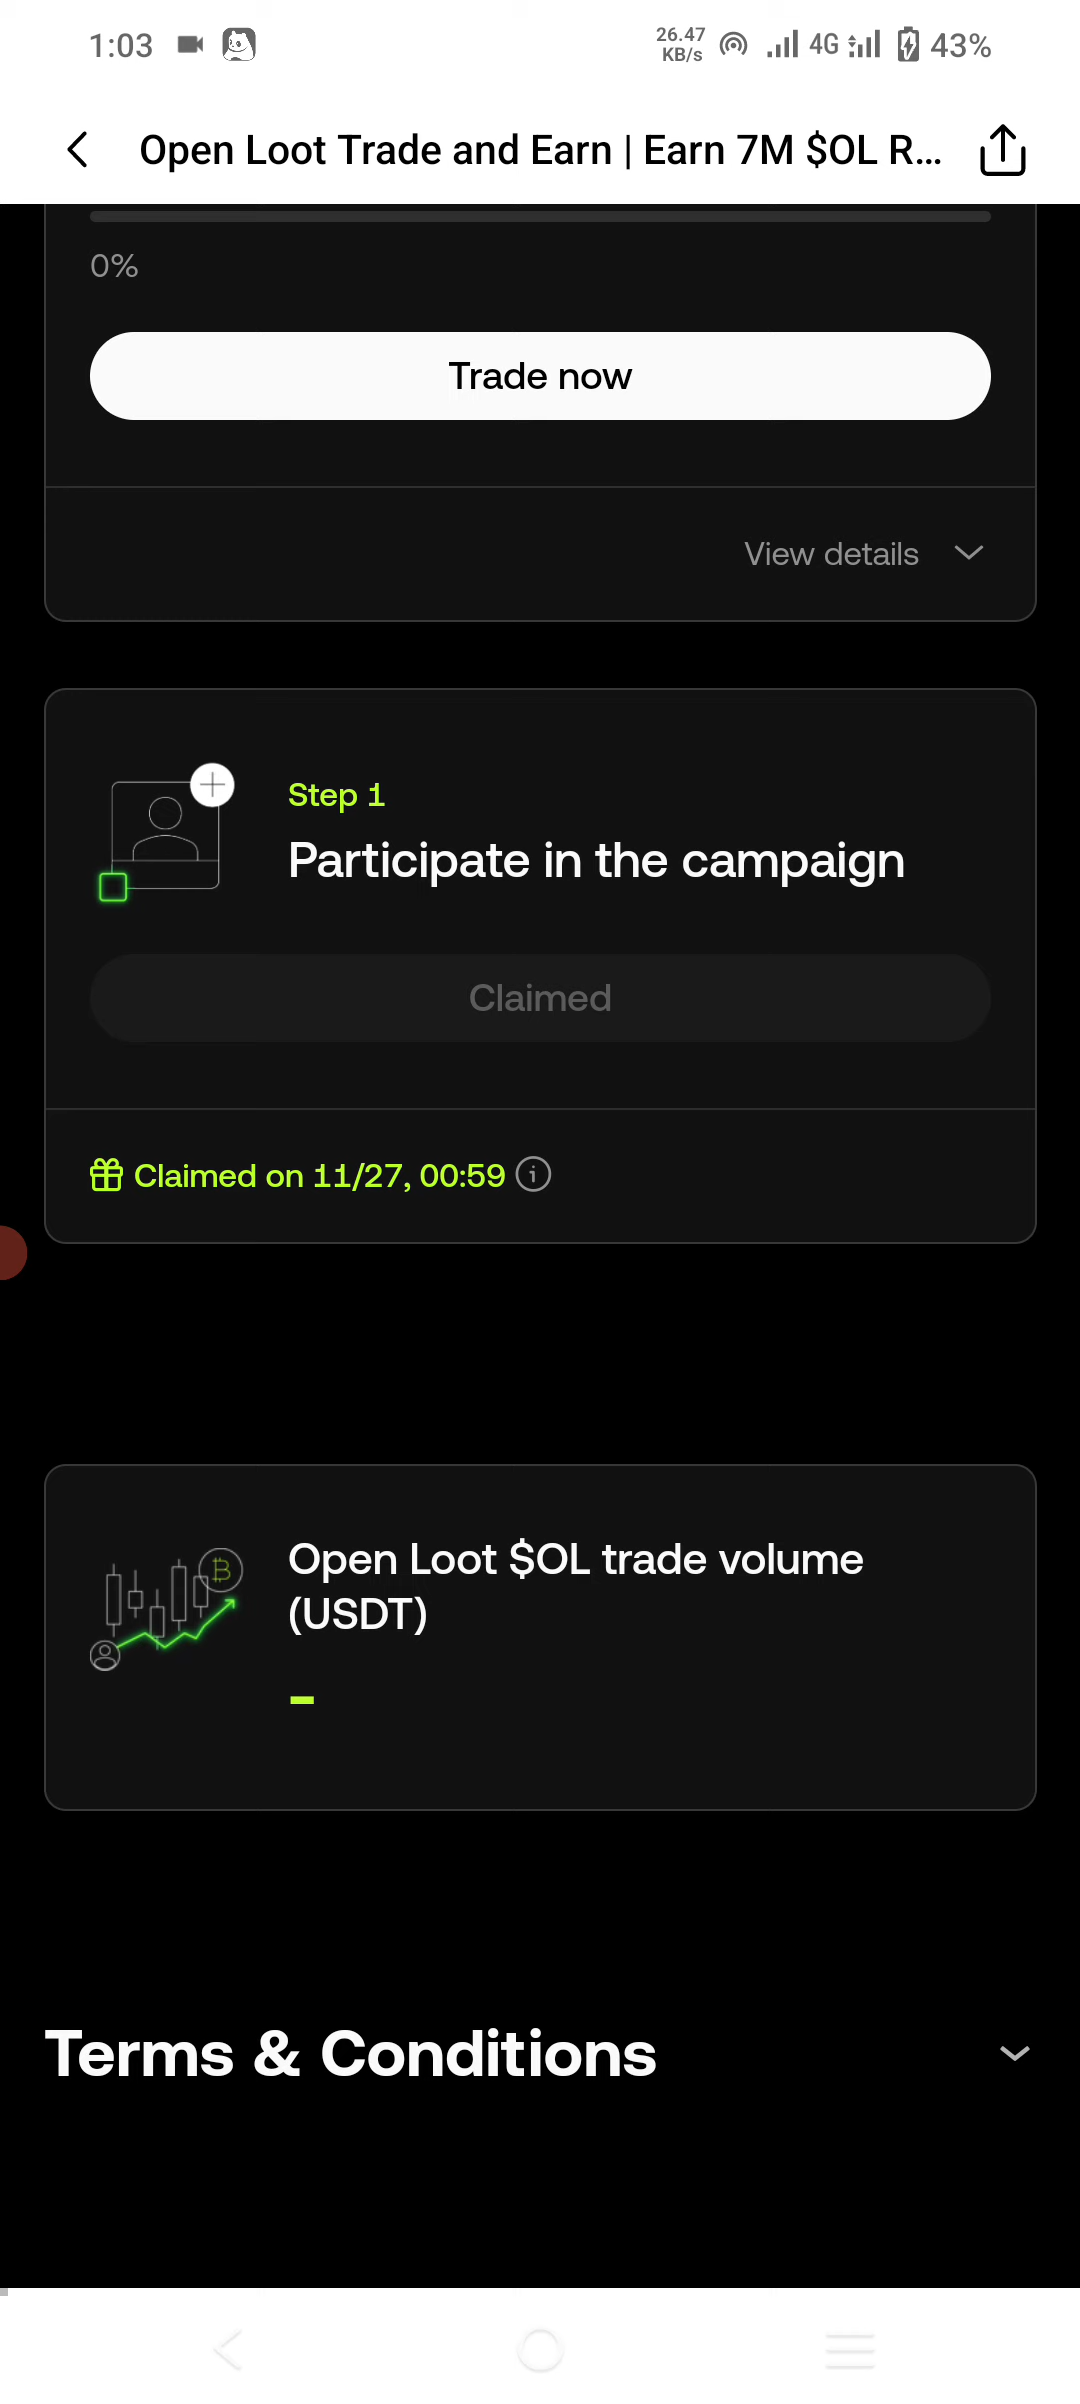 1:03
26.47
KB/s
4G
43%
Open Loot Trade and Earn | Earn 7M $OL R...
0%
Trade now
View details
Step 1
Participate in the campaign
Claimed
Claimed on 11/27, 00:59
Open Loot $OL trade volume
(USDT)
-
Terms & Conditions